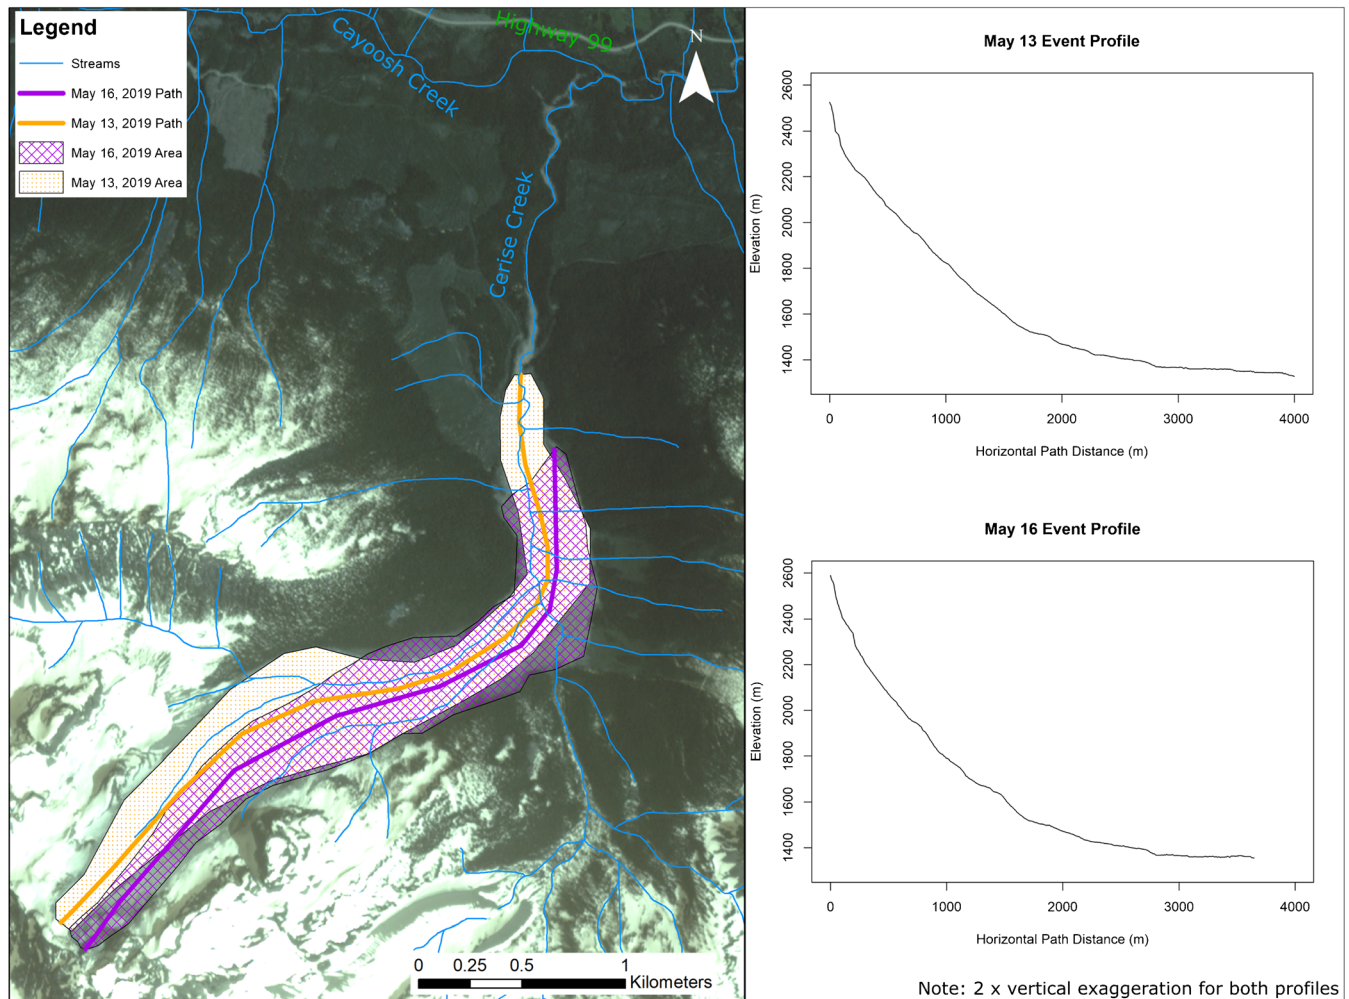 Legend
Streams
May 16, 2019 Path
May 13, 2019 Path
May 16, 2019 Area
May 13, 2019 Area
Highway 99
Cayoosh Creek
N
Cerise Creek
0 0.25 0.5 1
Kilometers
May 13 Event Profile
Elevation (m)
2600
2400
2200
2000
1800
1600
1400
0 1000 2000 3000 4000
Horizontal Path Distance (m)
May 16 Event Profile
Elevation (m)
2600
2400
2200
2000
1800
1600
1400
0 1000 2000 3000 4000
Horizontal Path Distance (m)
Note: 2 x vertical exaggeration for both profiles